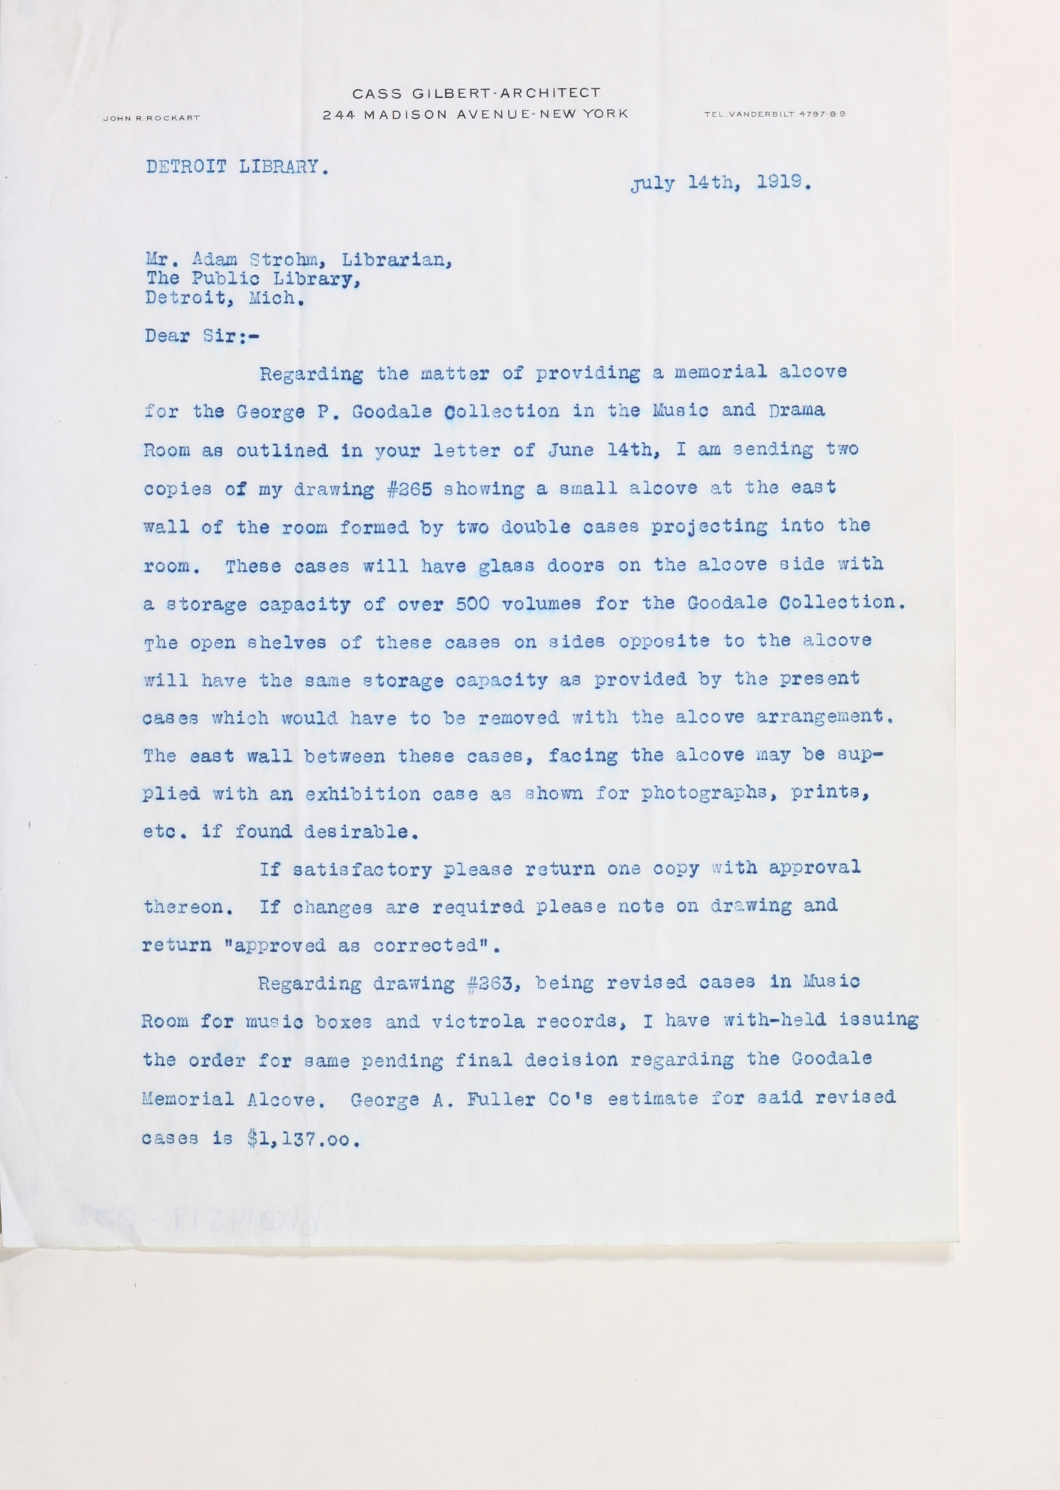 CASS GILBERT-ARCHITECT
JOHN R. ROCKART
244 MADISON AVENUE-NEW YORK
TEL. VANDERBILT 4797-8-9
DETROIT LIBRARY.
July 14th, 1919.
Mr. Adam Strohm, Librarian,
The Public Library,
Detroit, Mich.
Dear Sir:-
Regarding the matter of providing a memorial alcove
for the George P. Goodale Collection in the Music and Drama
Room as outlined in your letter of June 14th, I am sending two
copies of my drawing #265 showing a small alcove at the east
wall of the room formed by two double cases projecting into the
room. These cases will have glass doors on the alcove side with
a storage capacity of over 500 volumes for the Goodale Collection.
The open shelves of these cases on sides opposite to the alcove
will have the same storage capacity as provided by the present
cases which would have to be removed with the alcove arrangement.
The east wall between these cases, facing the alcove may be sup-
plied with an exhibition case as shown for photographs, prints,
etc. if found desirable.
If satisfactory please return one copy with approval
thereon. If changes are required please note on drawing and
return "approved as corrected".
Regarding drawing #263, being revised cases in Music
Room for music boxes and victrola records, I have with-held issuing
the order for same pending final decision regarding the Goodale
Memorial Alcove. George A. Fuller Co's estimate for said revised
cases is $1,137.00.